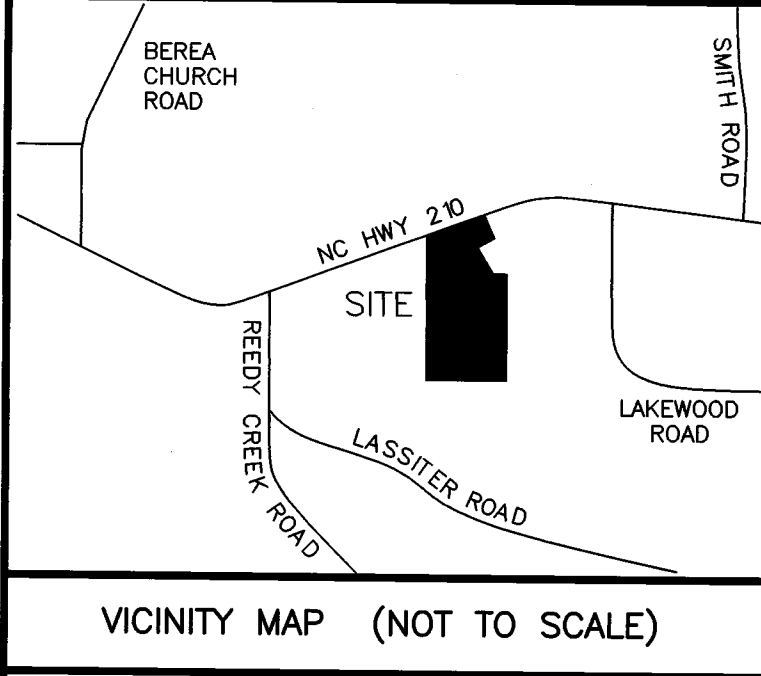 BEREA
CHURCH
ROAD
SMITH ROAD
NC HWY 210
SITE
REEDY CREEK ROAD
LASSITER ROAD
LAKEWOOD
ROAD
VICINITY MAP (NOT TO SCALE)